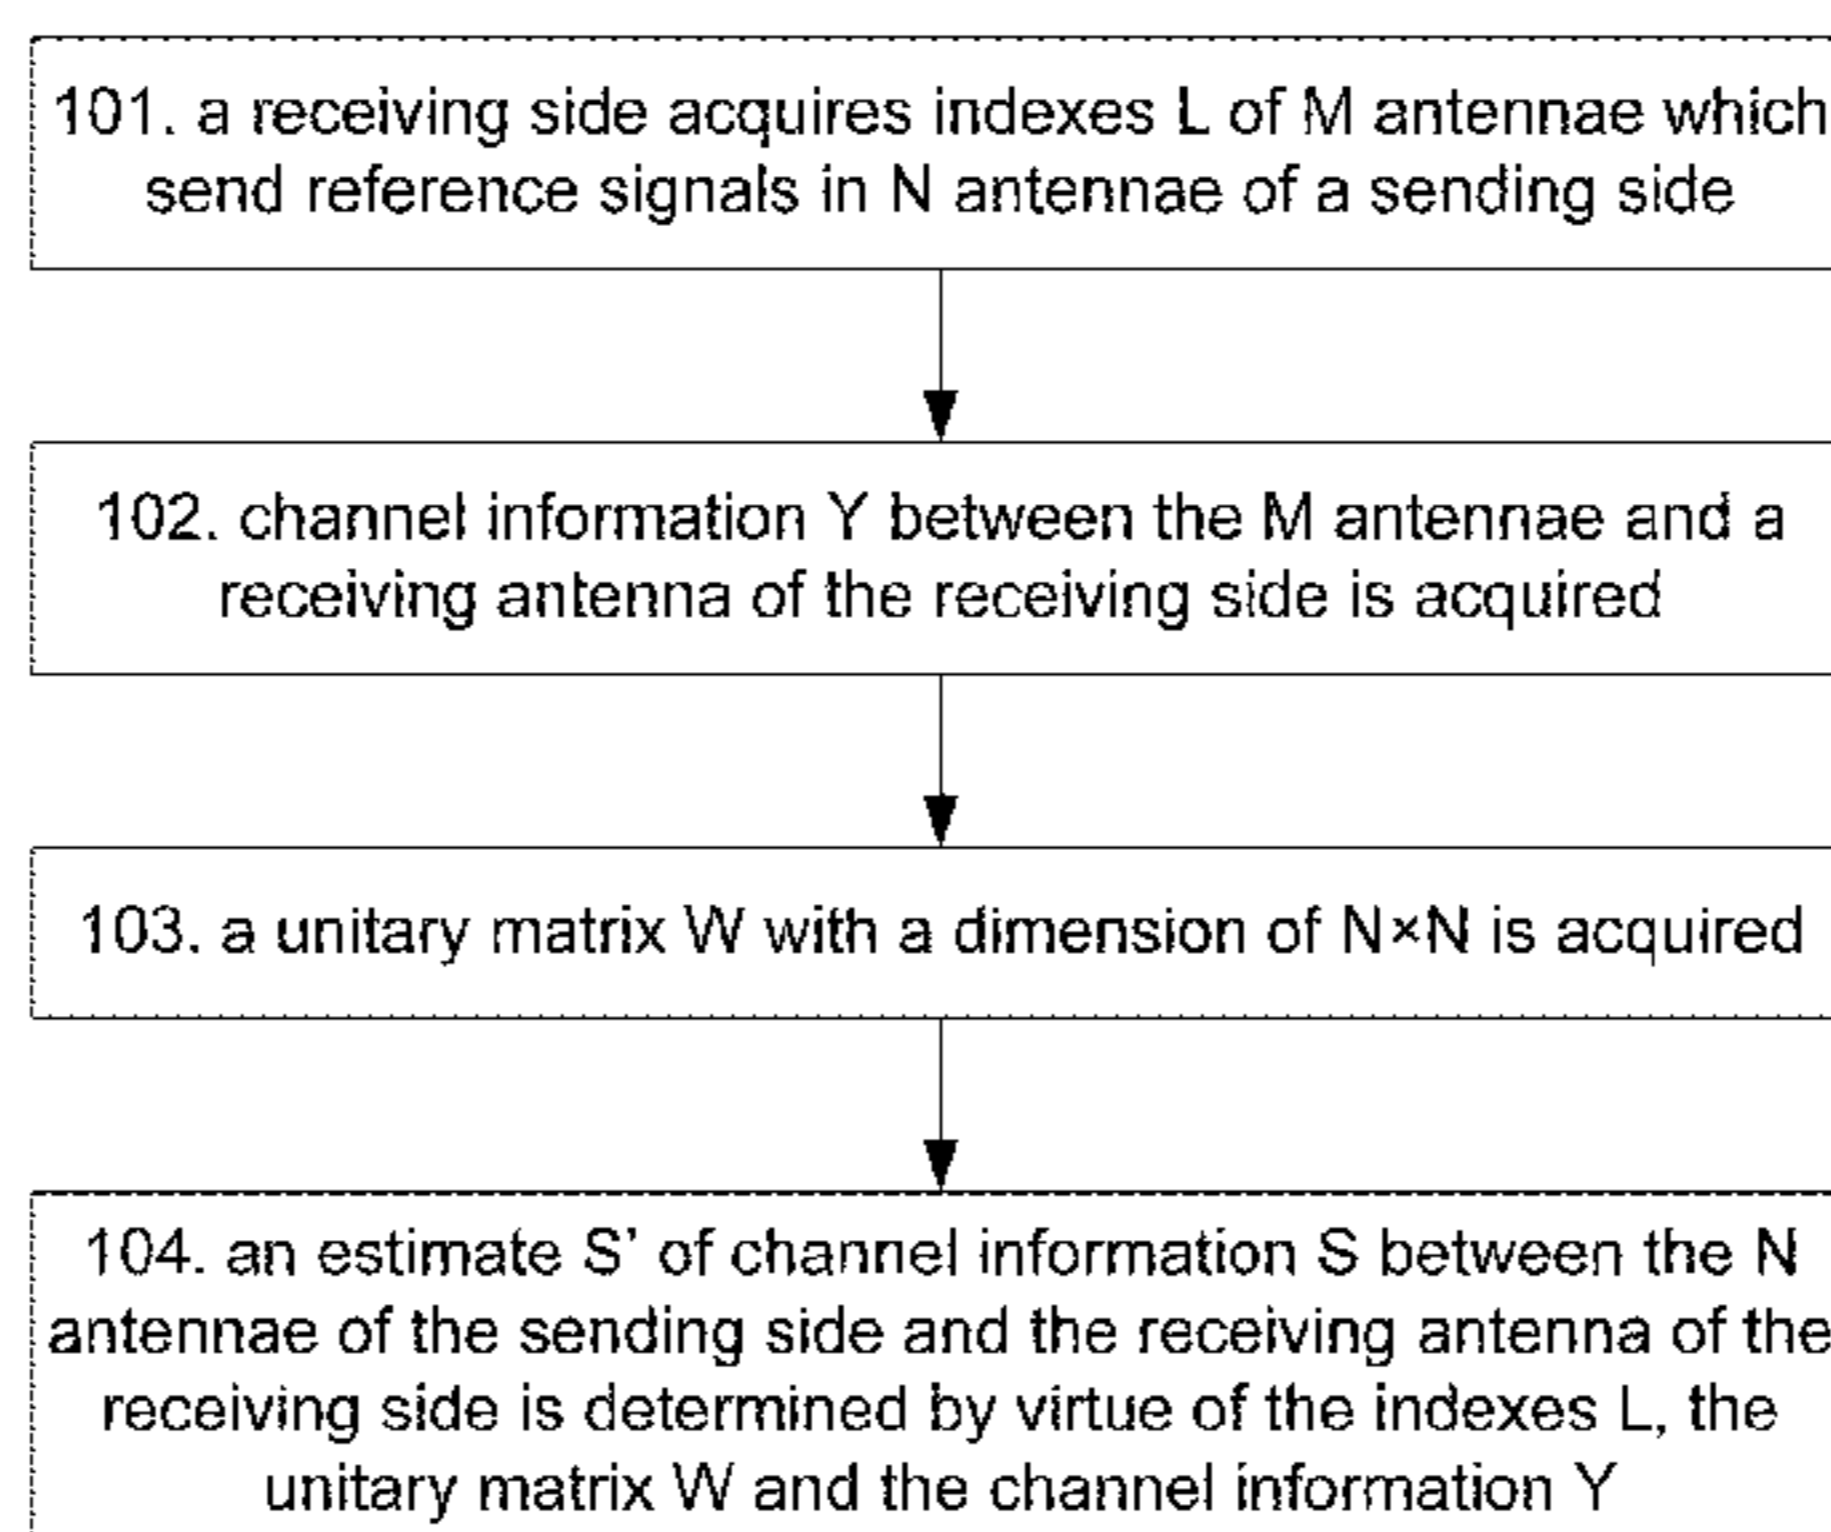 101. a receiving side acquires indexes L of M antennae which
send reference signals in N antennae of a sending side
102. channel information Y between the M antennae and a
receiving antenna of the receiving side is acquired
103. a unitary matrix W with a dimension of N×N is acquired
104. an estimate S' of channel information S between the N
antennae of the sending side and the receiving antenna of the
receiving side is determined by virtue of the indexes L, the
unitary matrix W and the channel information Y